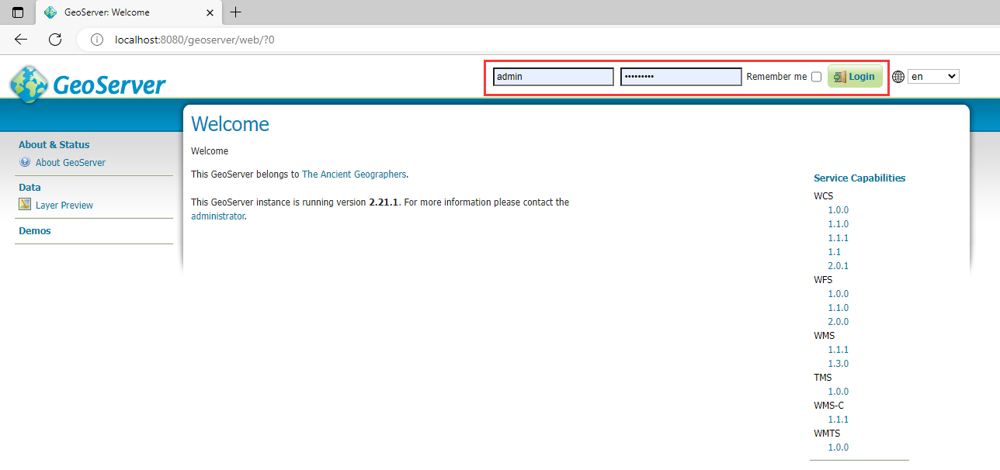 GeoServer: Welcome
localhost:8080/geoserver/web/?0
GeoServer
admin
•••••••••
Remember me
Login
en
Welcome
About & Status
About GeoServer
Data
Layer Preview
Demos
Welcome
This GeoServer belongs to The Ancient Geographers.
This GeoServer instance is running version 2.21.1. For more information please contact the
administrator.
Service Capabilities
WCS
1.0.0
1.1.0
1.1.1
1.1
2.0.1
WFS
1.0.0
1.1.0
2.0.0
WMS
1.1.1
1.3.0
TMS
1.0.0
WMS-C
1.1.1
WMTS
1.0.0